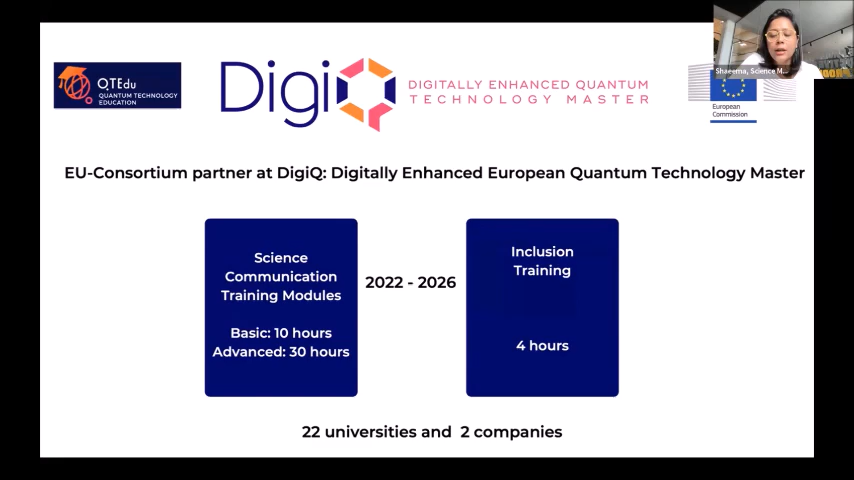 QTEdu
QUANTUM TECHNOLOGY
EDUCATION
DigiQ
DIGITALLY ENHANCED QUANTUM
TECHNOLOGY MASTER
Shaeema, Science M...
European
Commission
EU-Consortium partner at DigiQ: Digitally Enhanced European Quantum Technology Master
Science
Communication
Training Modules
Basic: 10 hours
Advanced: 30 hours
2022 - 2026
Inclusion
Training
4 hours
22 universities and 2 companies